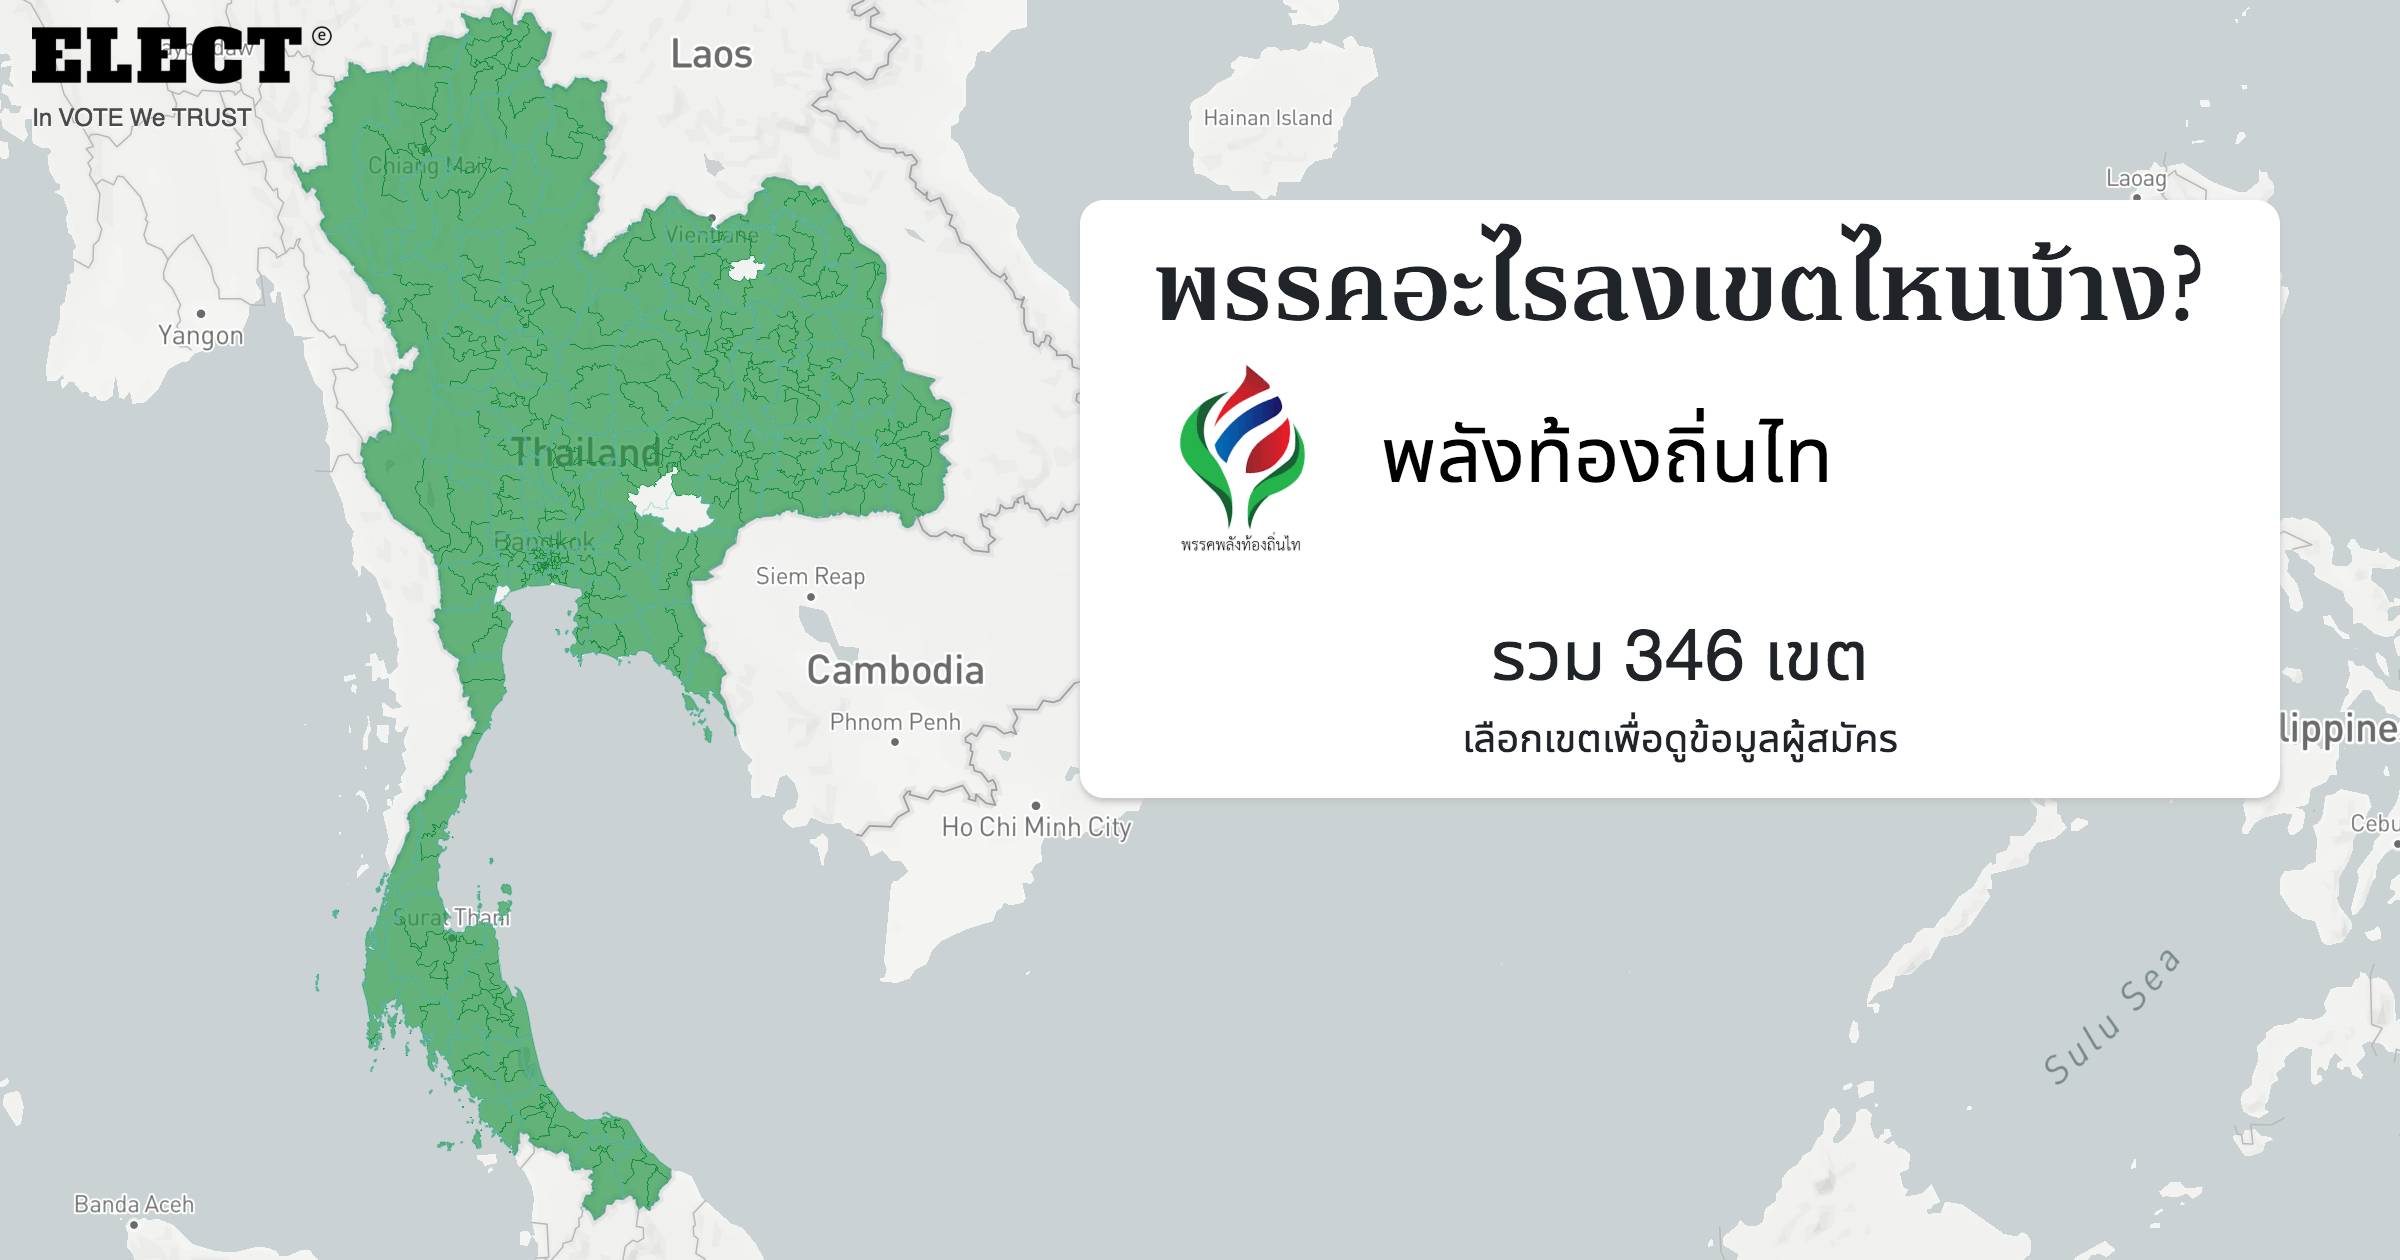 ELECT ⓔ
In VOTE We TRUST
Laos
Hainan Island
Chiang Mai
Laoag
Vientiane
พรรคอะไรลงเขตไหนบ้าง?
Yangon
พลังท้องถิ่นไท
Thailand
พรรคพลังท้องถิ่นไท
Bangkok
Siem Reap
รวม 346 เขต
Cambodia
Phnom Penh
เลือกเขตเพื่อดูข้อมูลผู้สมัคร
lippine
Ho Chi Minh City
Cebu
Surat Thani
Sulu Sea
Banda Aceh